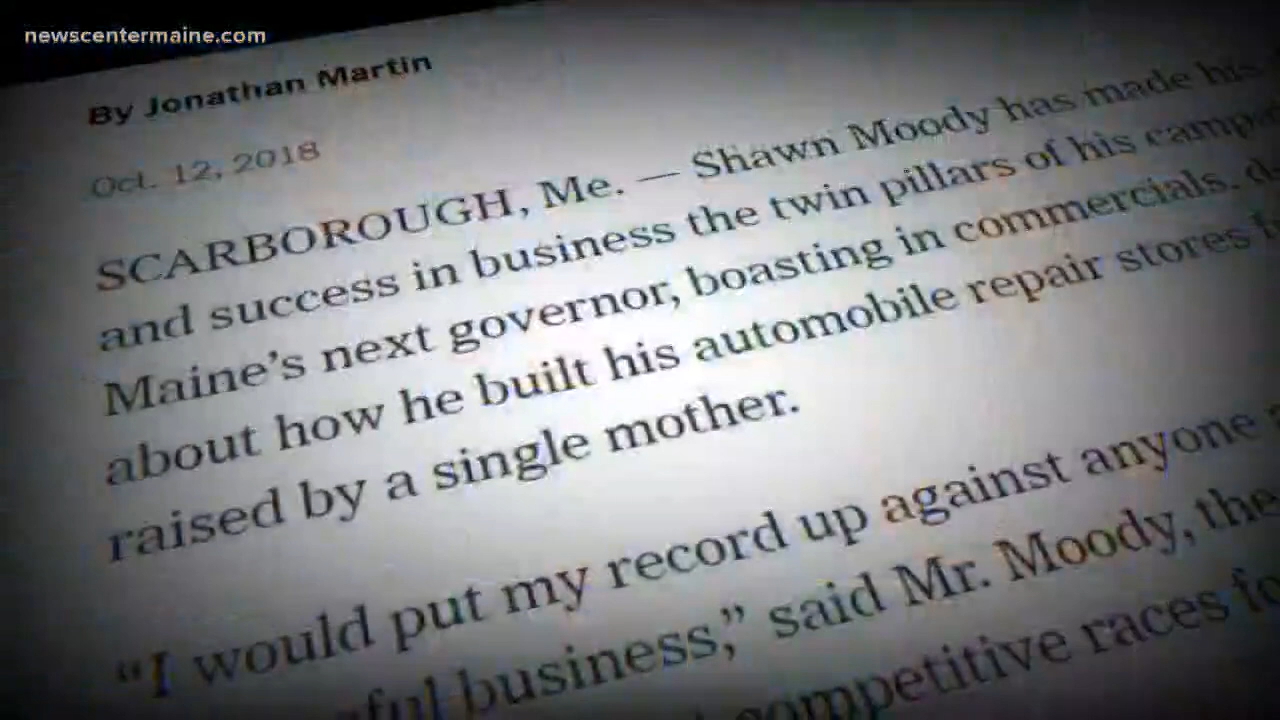 newscentermaine.com
By Jonathan Martin
Oct. 12, 2018
SCARBOROUGH, Me. — Shawn Moody has made his
and success in business the twin pillars of his
Maine’s next governor, boasting in commercials,
about how he built his automobile repair stores
raised by a single mother.
“I would put my record up against anyone
business,” said Mr. Moody, the
competitive races